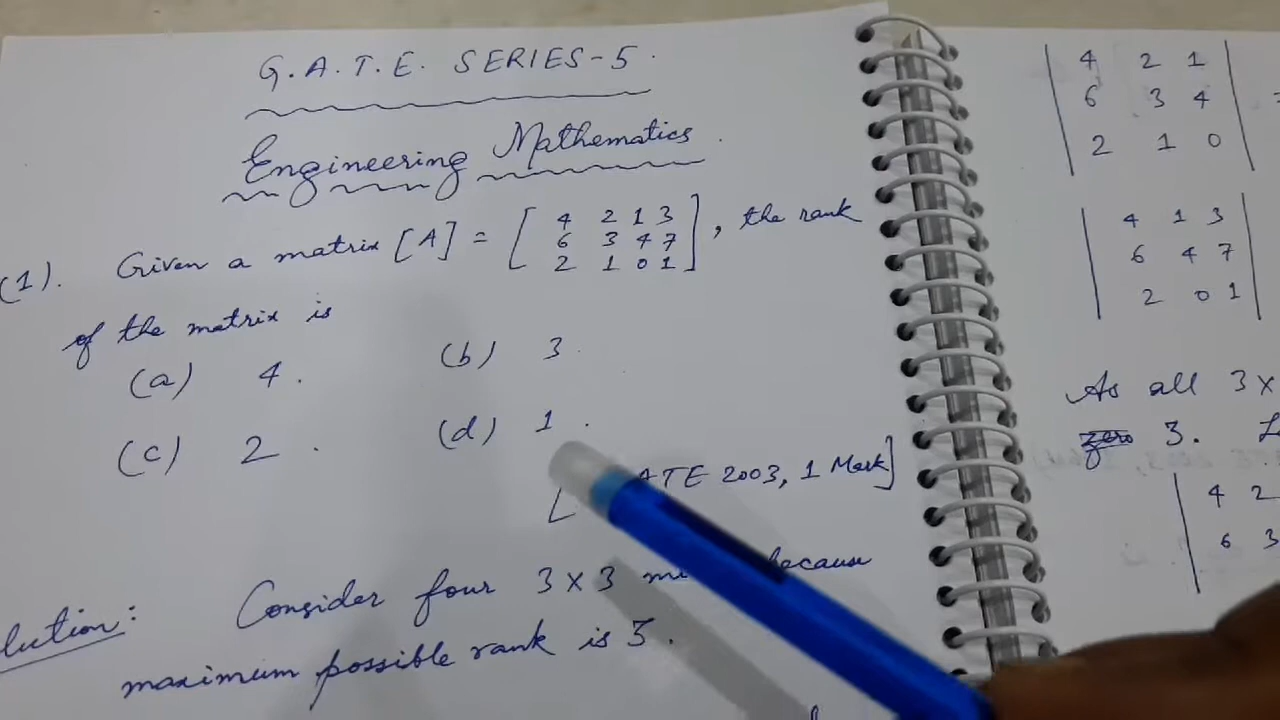 G.A.T.E. SERIES-5.
Engineering Mathematics.
(1). Given a matrix [A] = [ 4 2 1 3
6 3 4 7
2 1 0 1 ], the rank
of the matrix is
(a) 4. (b) 3.
(c) 2. (d) 1.
[ ATE 2003, 1 Mark]
lution: Consider four 3 x 3 because
maximum possible rank is 3.
4 2 1
6 3 4
2 1 0
4 1 3
6 4 7
2 0 1
As all 3 x
3.
4 2
6 3